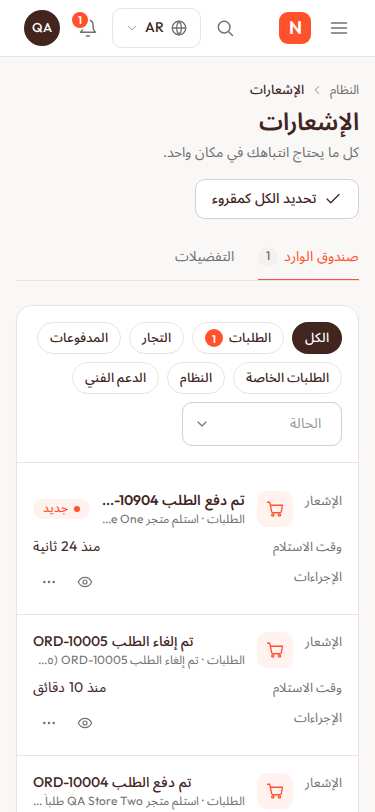 N
AR
1
QA
النظام > الإشعارات
الإشعارات
كل ما يحتاج انتباهك في مكان واحد.
تحديد الكل كمقروء
صندوق الوارد 1
التفضيلات
الكل
الطلبات 1
التجار
المدفوعات
الطلبات الخاصة
النظام
الدعم الفني
الحالة
الإشعار
تم دفع الطلب 10904-...
جديد
الطلبات · استلم متجر e One...
وقت الاستلام
منذ 24 ثانية
الإجراءات
الإشعار
تم إلغاء الطلب ORD-10005
الطلبات · تم إلغاء الطلب ORD-10005 (o...
وقت الاستلام
منذ 10 دقائق
الإجراءات
الإشعار
تم دفع الطلب ORD-10004
الطلبات · استلم متجر QA Store Two طلباً ...